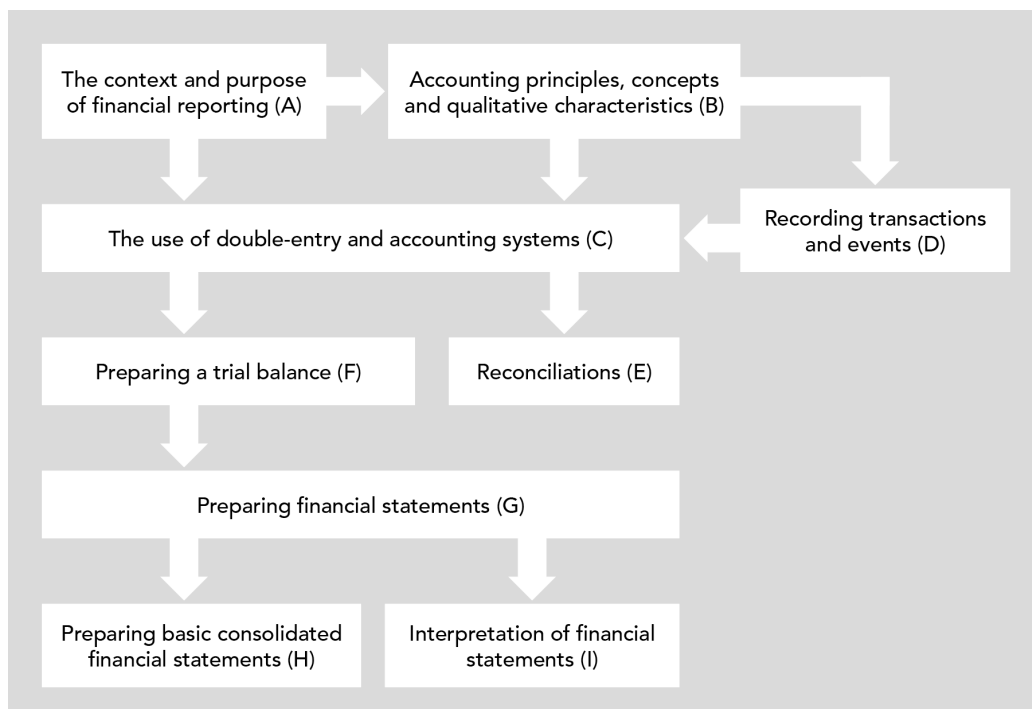 The context and purpose
of financial reporting (A)
Accounting principles, concepts
and qualitative characteristics (B)
The use of double-entry and accounting systems (C)
Recording transactions
and events (D)
Preparing a trial balance (F)
Reconciliations (E)
Preparing financial statements (G)
Preparing basic consolidated
financial statements (H)
Interpretation of financial
statements (I)